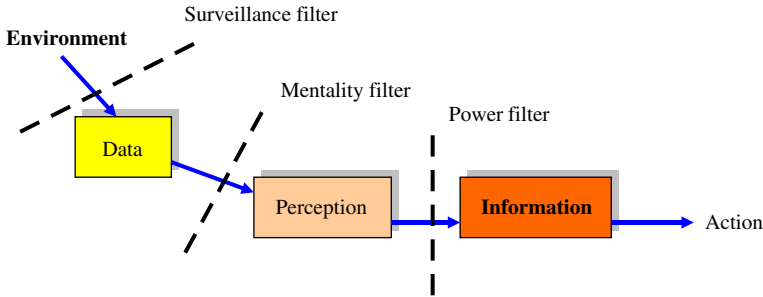 Surveillance filter
Environment
Mentality filter
Power filter
Data
Perception
Information
Action